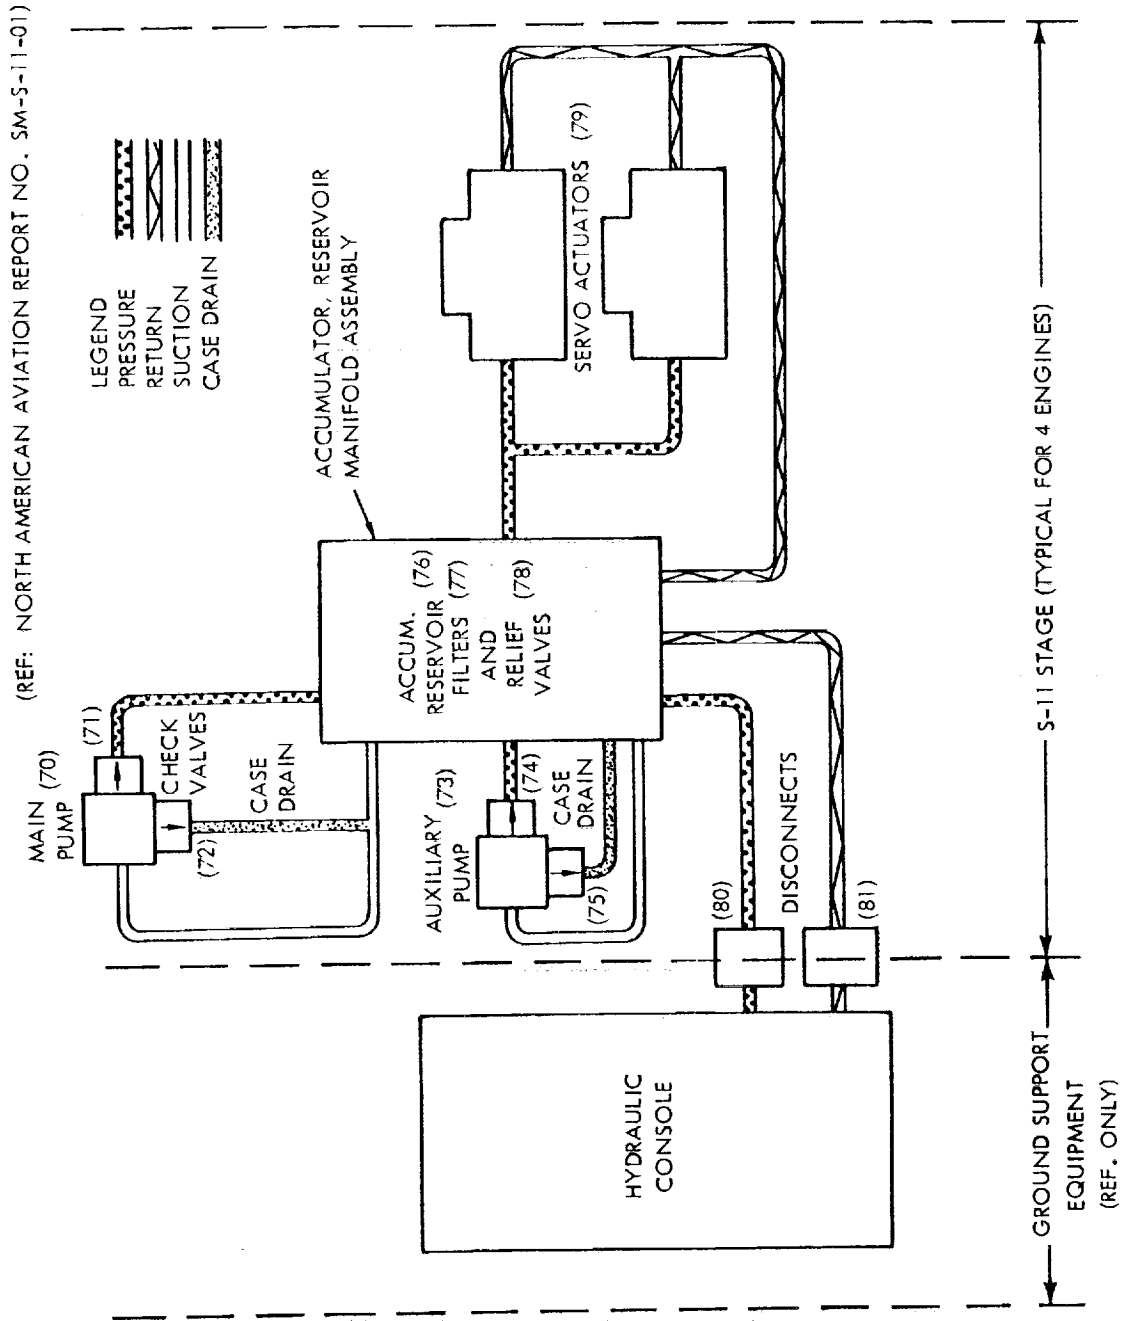 (REF: NORTH AMERICAN AVIATION REPORT NO. SM-S-11-01)
LEGEND
PRESSURE
RETURN
SUCTION
CASE DRAIN
MAIN (70)
PUMP
(71)
CHECK
VALVES
(72)
CASE
DRAIN
ACCUMULATOR, RESERVOIR
MANIFOLD ASSEMBLY
ACCUM. (76)
RESERVOIR
FILTERS (77)
AND
RELIEF (78)
VALVES
SERVO ACTUATORS (79)
AUXILIARY (73)
PUMP
(74)
CASE
DRAIN
(75)
(80)
DISCONNECTS
(81)
HYDRAULIC
CONSOLE
GROUND SUPPORT
EQUIPMENT
(REF. ONLY)
S-11 STAGE (TYPICAL FOR 4 ENGINES)